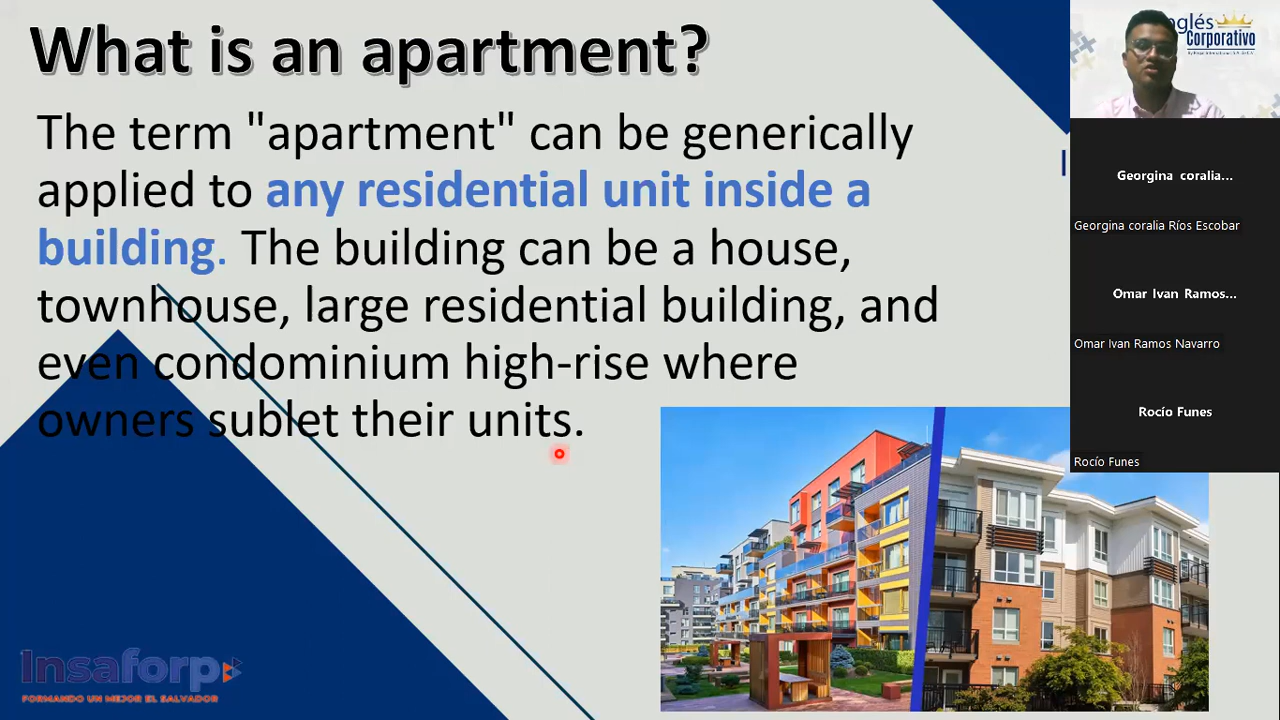 What is an apartment?
The term "apartment" can be generically
applied to any residential unit inside a
building. The building can be a house,
townhouse, large residential building, and
even condominium high-rise where
owners sublet their units.
Insaforp
FORMANDO UN MEJOR EL SALVADOR
Inglés
Corporativo
Georgina coralia...
Georgina coralia Ríos Escobar
Omar Ivan Ramos...
Omar Ivan Ramos Navarro
Rocío Funes
Rocío Funes